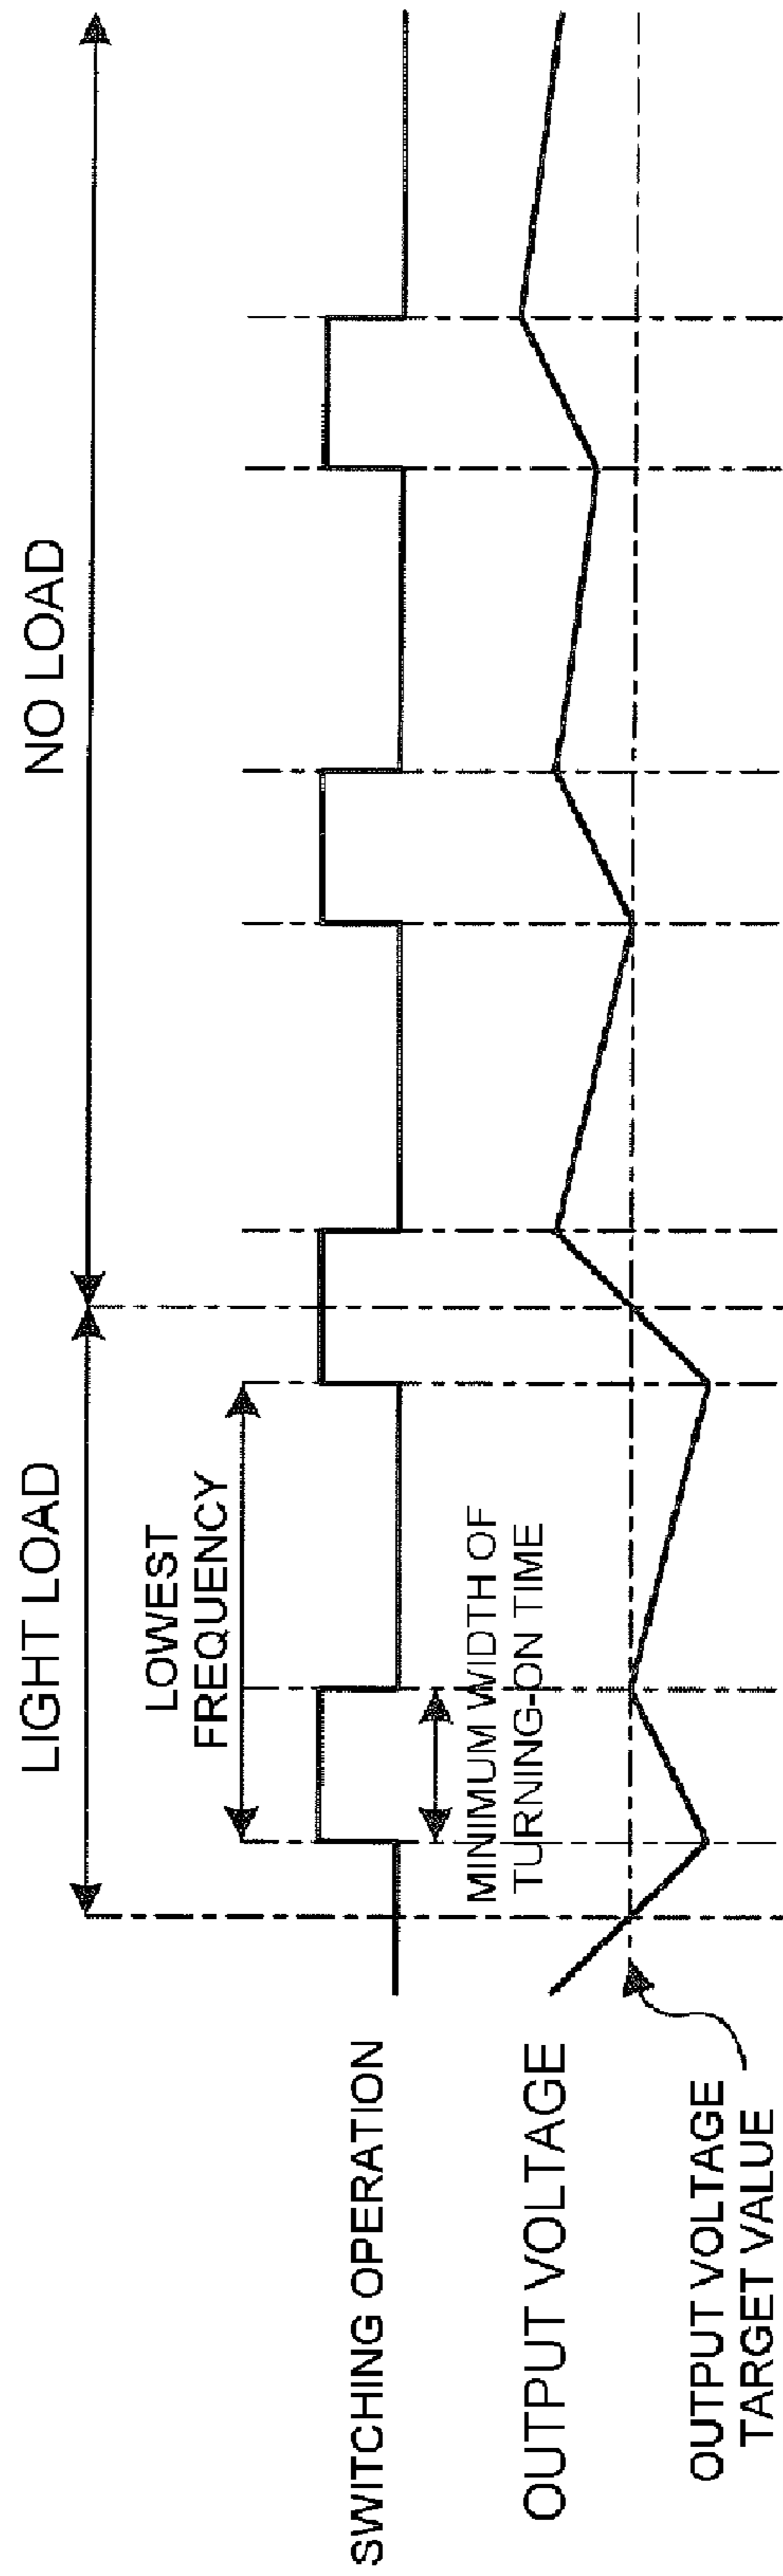 LIGHT LOAD
NO LOAD
LOWEST
FREQUENCY
SWITCHING OPERATION
MINIMUM WIDTH OF
TURNING-ON TIME
OUTPUT VOLTAGE
OUTPUT VOLTAGE
TARGET VALUE